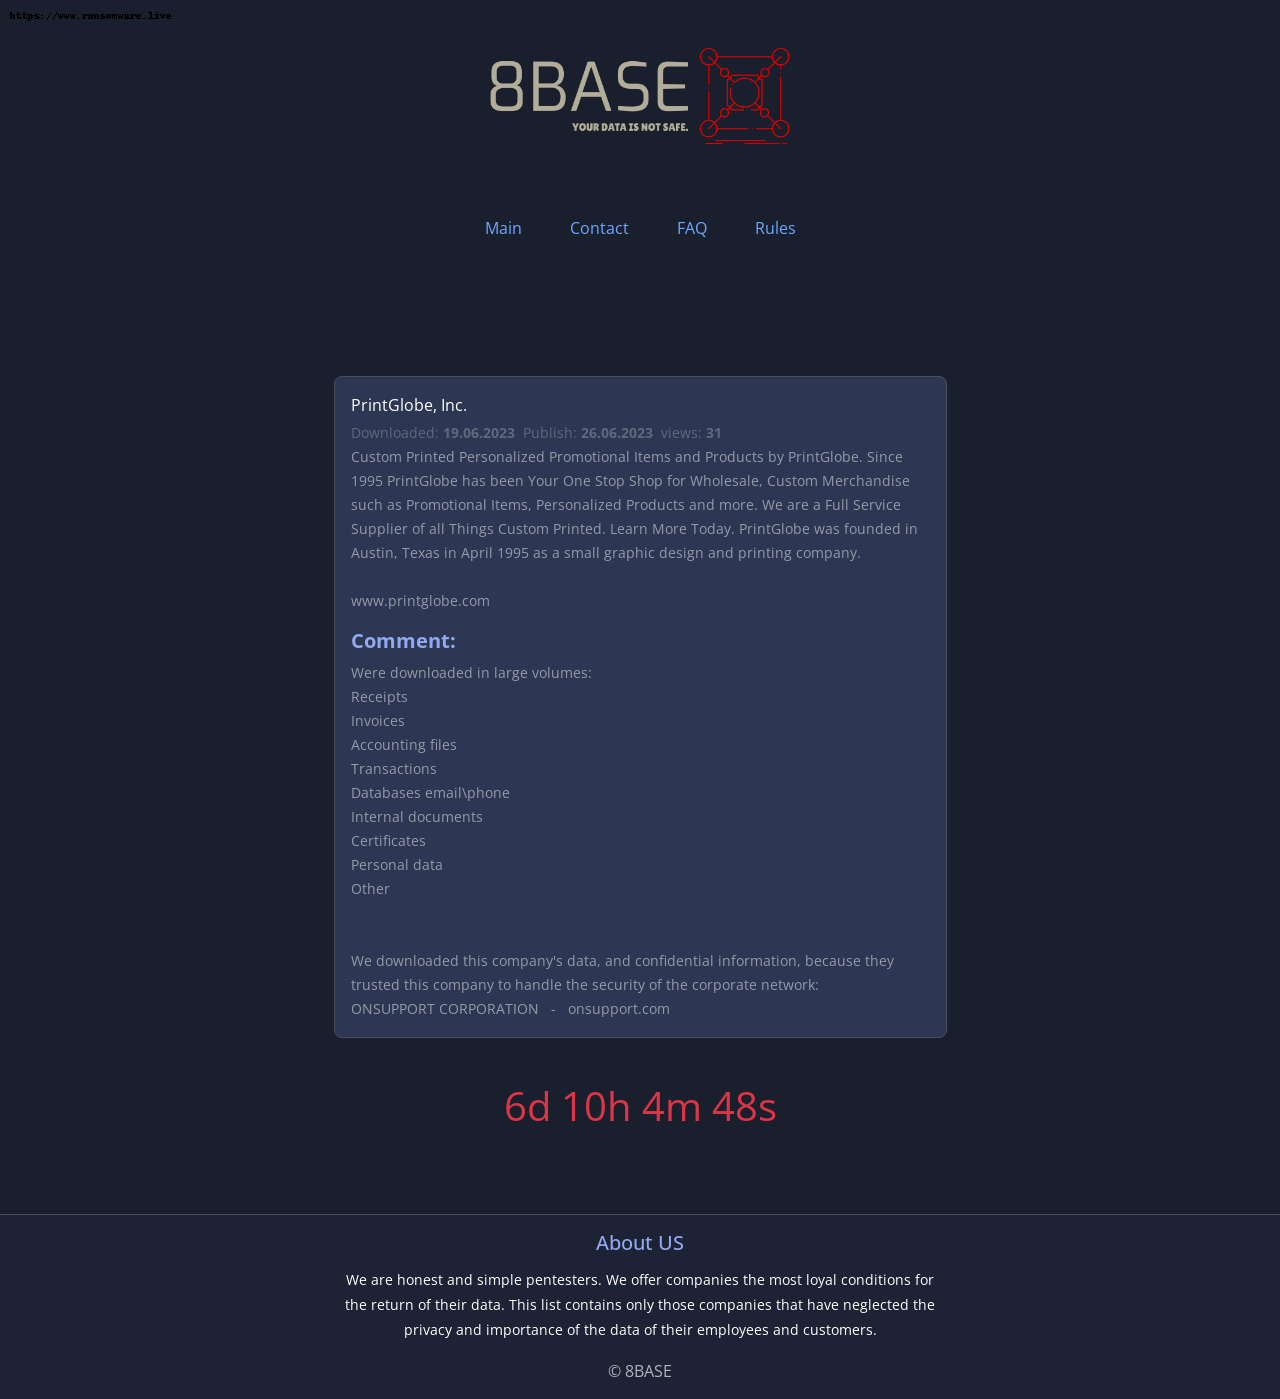 https://www.ransomware.live
8BASE
YOUR DATA IS NOT SAFE.
Main Contact FAQ Rules
PrintGlobe, Inc.
Downloaded: 19.06.2023 Publish: 26.06.2023 views: 31
Custom Printed Personalized Promotional Items and Products by PrintGlobe. Since
1995 PrintGlobe has been Your One Stop Shop for Wholesale, Custom Merchandise
such as Promotional Items, Personalized Products and more. We are a Full Service
Supplier of all Things Custom Printed. Learn More Today. PrintGlobe was founded in
Austin, Texas in April 1995 as a small graphic design and printing company.
www.printglobe.com
Comment:
Were downloaded in large volumes:
Receipts
Invoices
Accounting files
Transactions
Databases email\phone
Internal documents
Certificates
Personal data
Other
We downloaded this company's data, and confidential information, because they
trusted this company to handle the security of the corporate network:
ONSUPPORT CORPORATION - onsupport.com
6d 10h 4m 48s
About US
We are honest and simple pentesters. We offer companies the most loyal conditions for
the return of their data. This list contains only those companies that have neglected the
privacy and importance of the data of their employees and customers.
© 8BASE